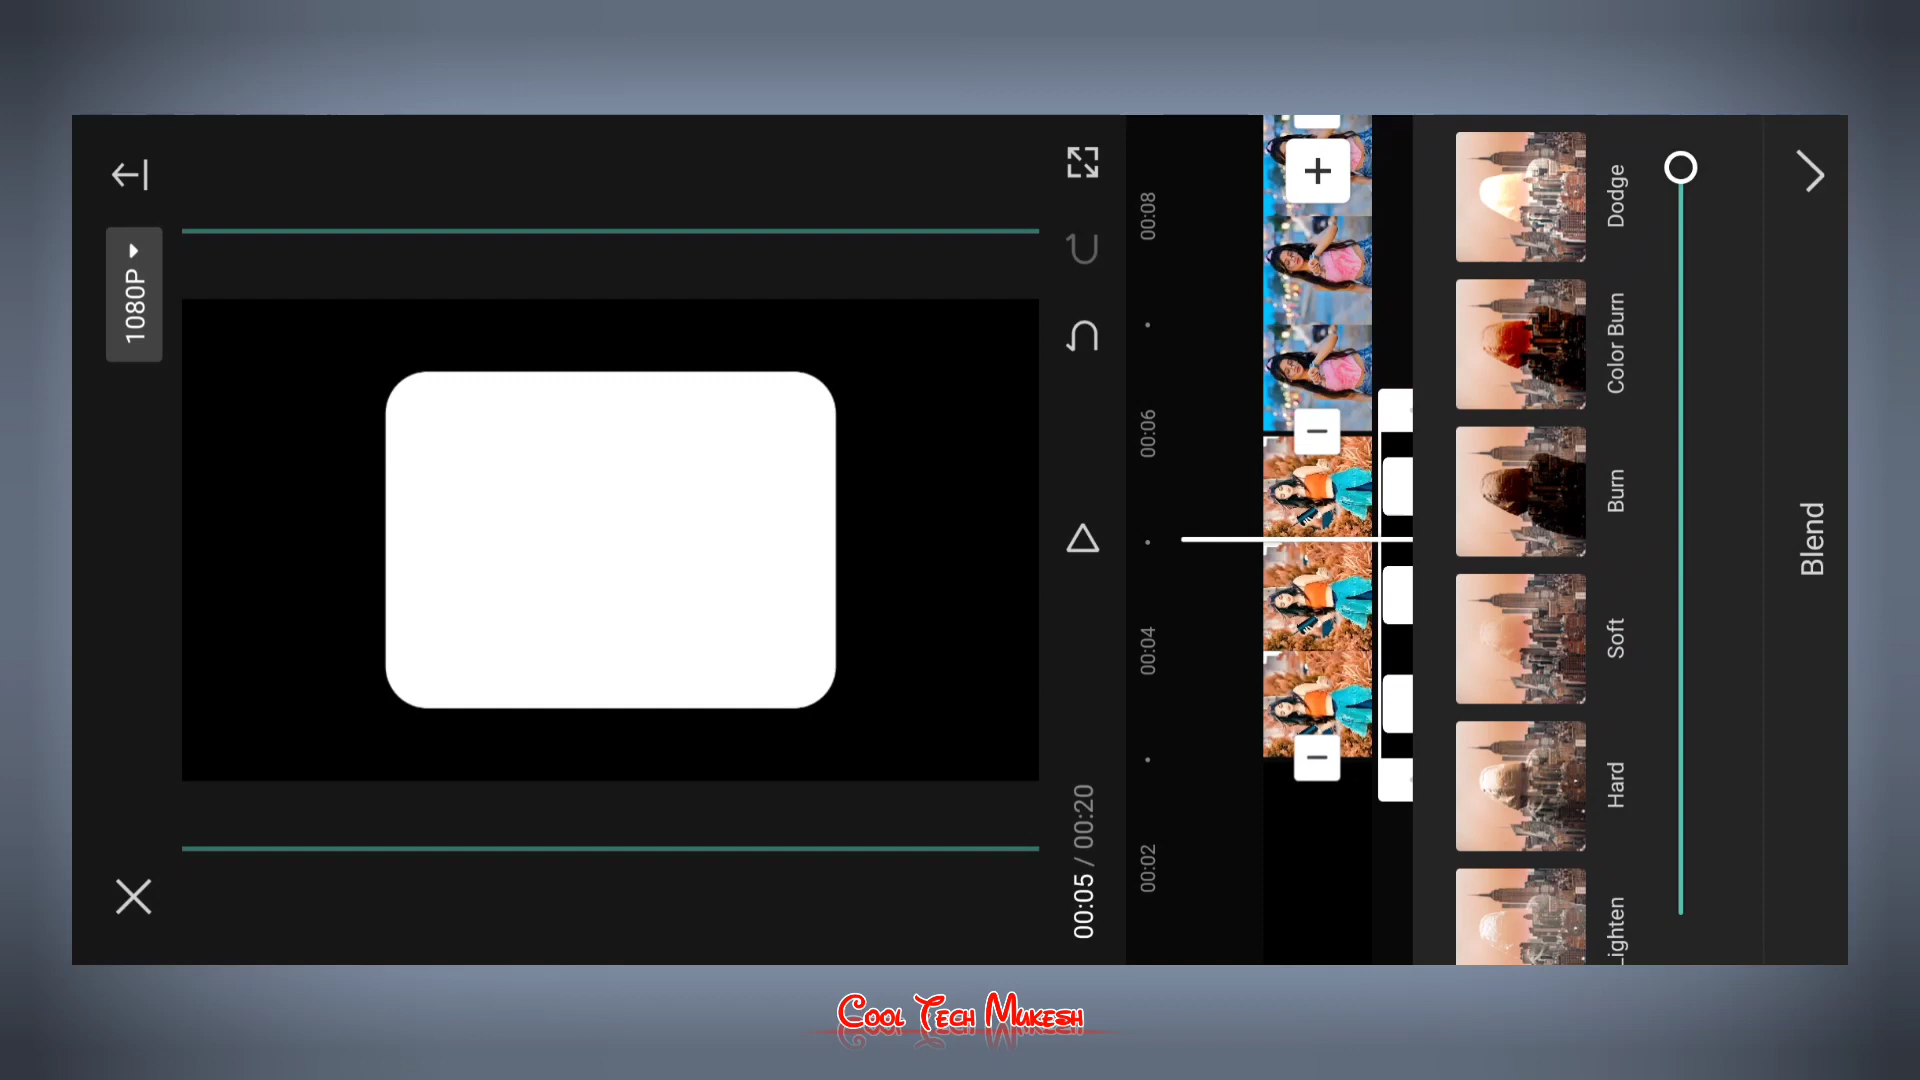 1080P
00:05 / 00:20
00:02
00:04
00:06
00:08
Lighten
Hard
Soft
Burn
Color Burn
Dodge
Blend
Cool Tech Mukesh